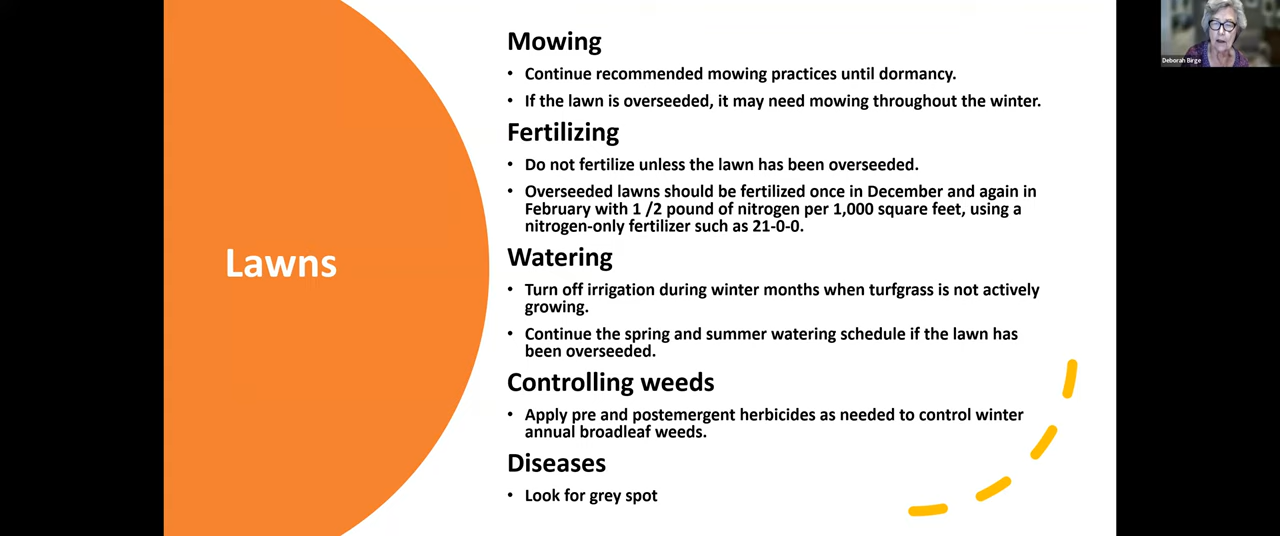 Lawns
Mowing
• Continue recommended mowing practices until dormancy.
• If the lawn is overseeded, it may need mowing throughout the winter.
Fertilizing
• Do not fertilize unless the lawn has been overseeded.
• Overseeded lawns should be fertilized once in December and again in
February with 1 /2 pound of nitrogen per 1,000 square feet, using a
nitrogen-only fertilizer such as 21-0-0.
Watering
• Turn off irrigation during winter months when turfgrass is not actively
growing.
• Continue the spring and summer watering schedule if the lawn has
been overseeded.
Controlling weeds
• Apply pre and postemergent herbicides as needed to control winter
annual broadleaf weeds.
Diseases
• Look for grey spot
Deborah Birge